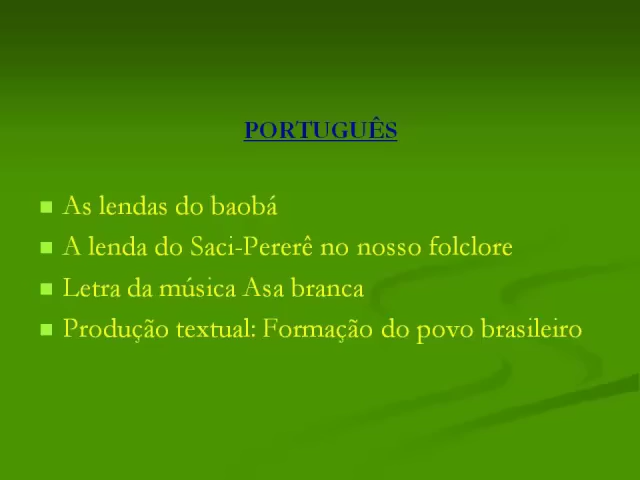 PORTUGUÊS
As lendas do baobá
A lenda do Saci-Pererê no nosso folclore
Letra da música Asa branca
Produção textual: Formação do povo brasileiro